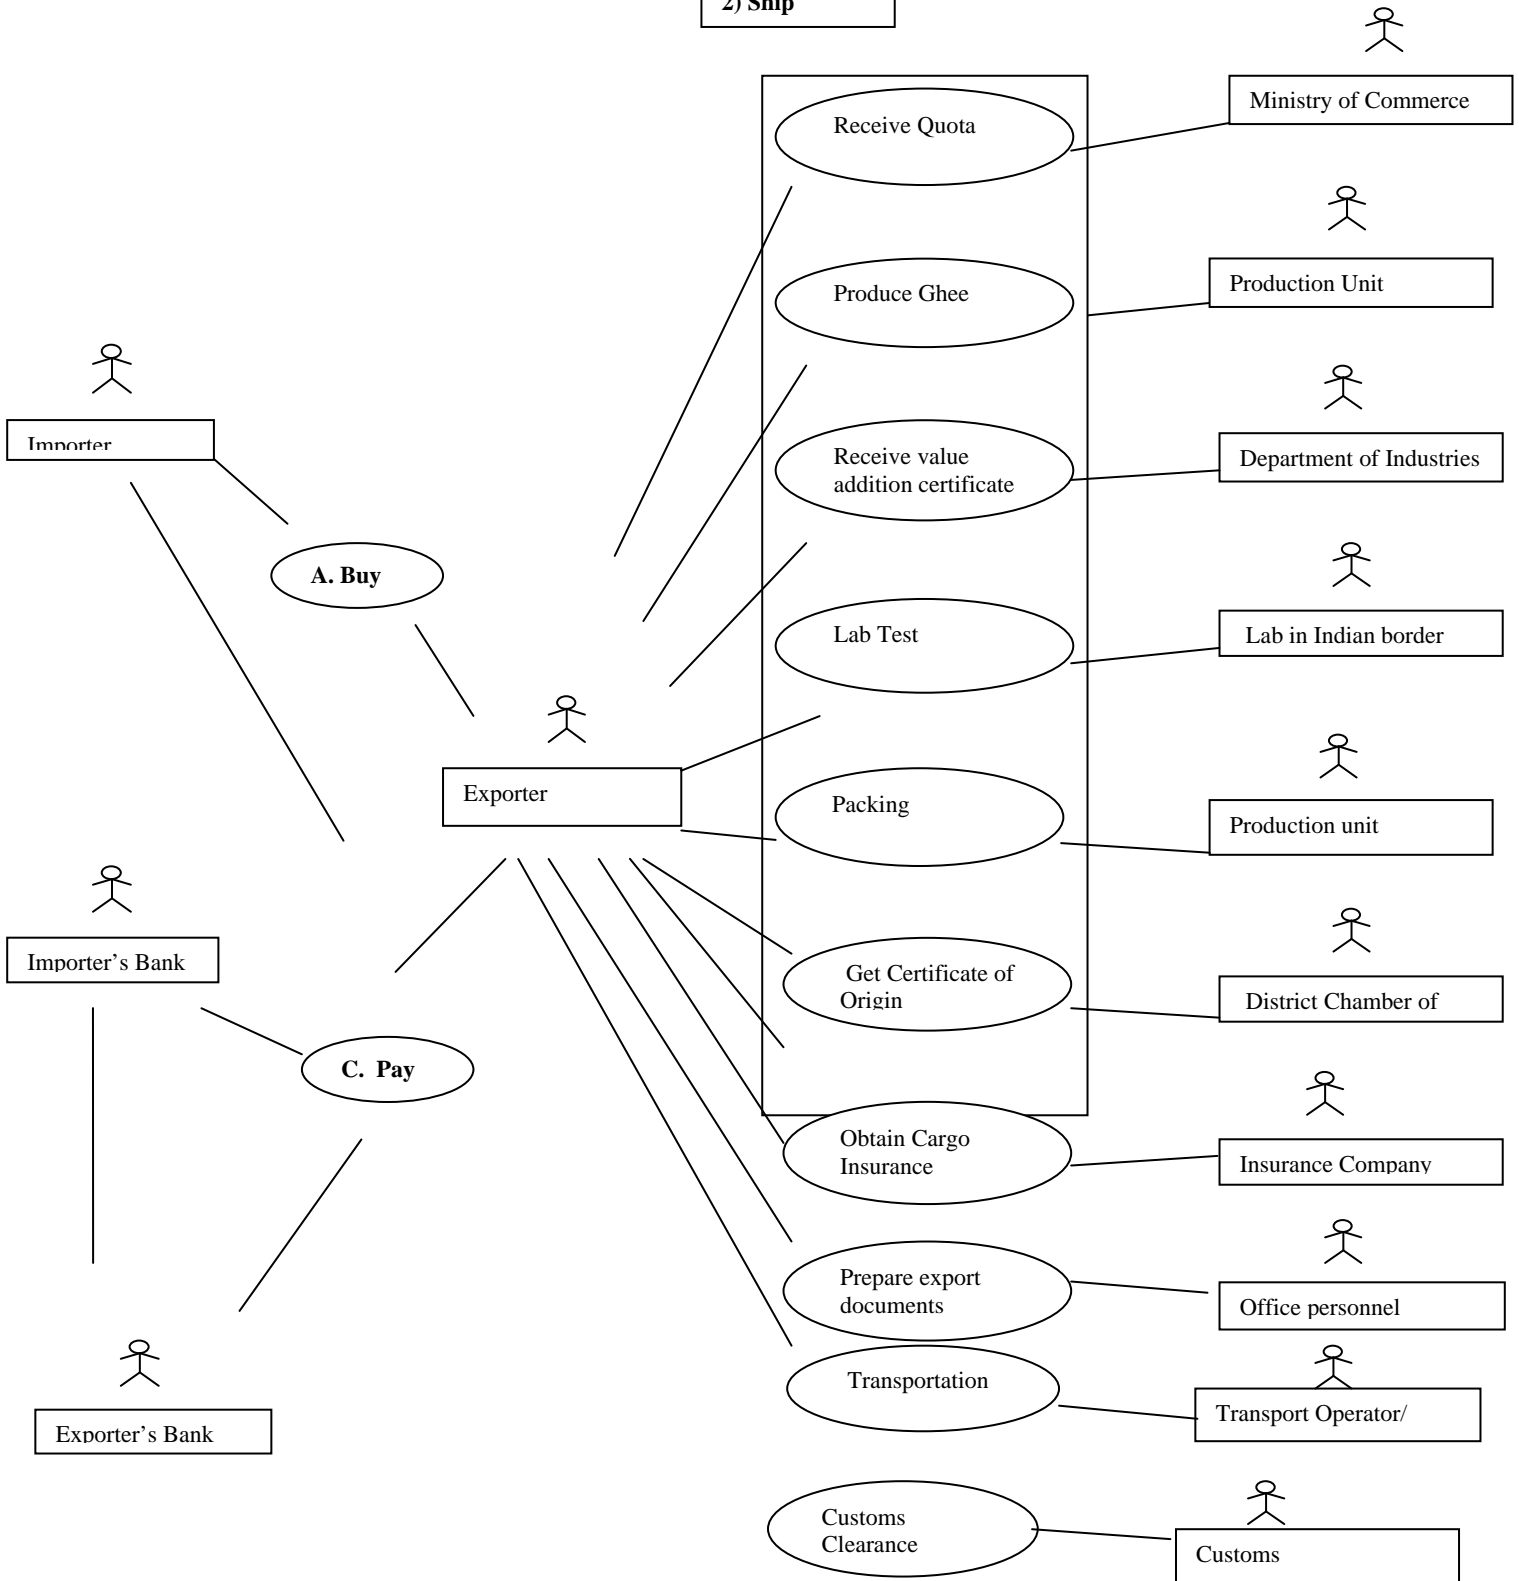 2) Ship
Ministry of Commerce
Receive Quota
Production Unit
Produce Ghee
Importer
Department of Industries
Receive value
addition certificate
A. Buy
Lab in Indian border
Lab Test
Exporter
Packing
Production unit
Importer’s Bank
Get Certificate of
Origin
District Chamber of
C. Pay
Obtain Cargo
Insurance
Insurance Company
Prepare export
documents
Office personnel
Transportation
Transport Operator/
Exporter’s Bank
Customs
Clearance
Customs